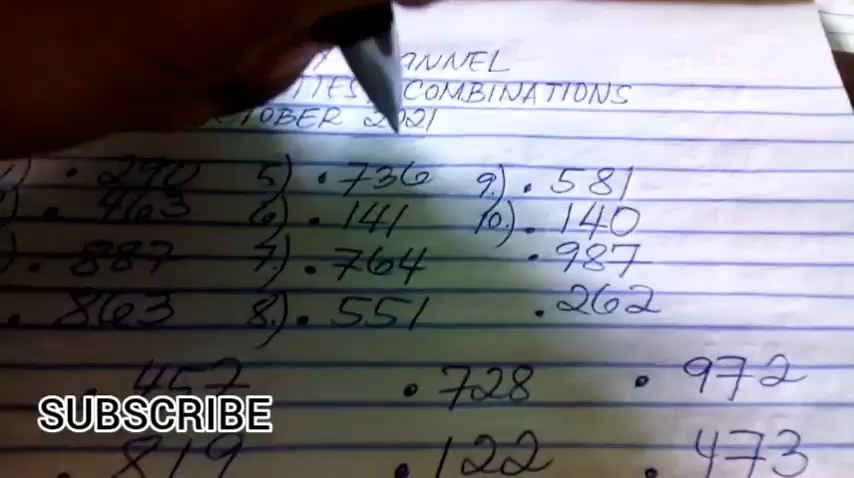 ANNEL
COMBINATIONS
OCTOBER 2021
. 290 5) . 736 9.) . 581
. 463 6) . 141 10.) . 140
. 887 7.) . 764 . 987
. 863 8.) . 551 . 262
. 457 . 728 . 972
SUBSCRIBE
. 819 . 122 . 473